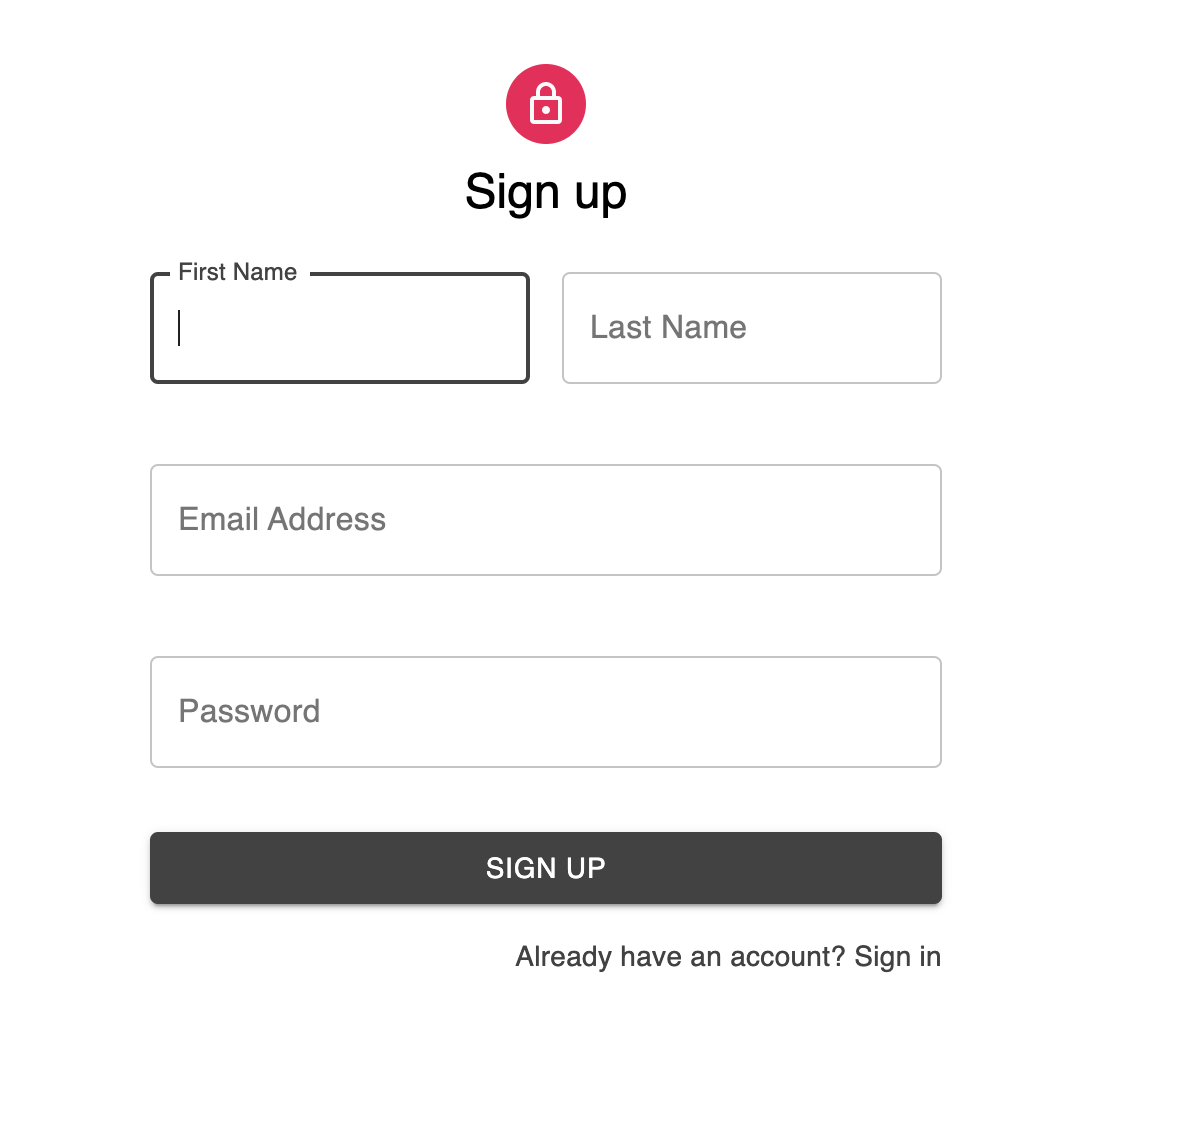 Sign up
First Name
Last Name
Email Address
Password
SIGN UP
Already have an account? Sign in